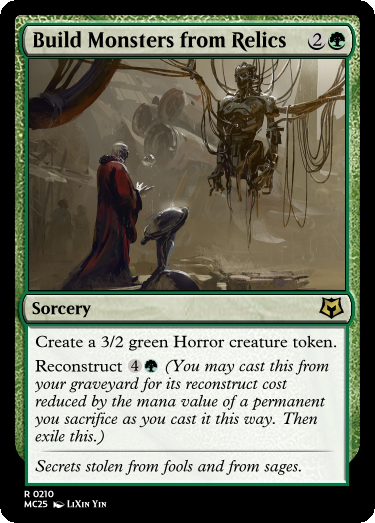 Build Monsters from Relics 2
Sorcery
Create a 3/2 green Horror creature token.
Reconstruct 4 (You may cast this from
your graveyard for its reconstruct cost
reduced by the mana value of a permanent
you sacrifice as you cast it this way. Then
exile this.)
Secrets stolen from fools and from sages.
R 0210
MC25 LiXin Yin